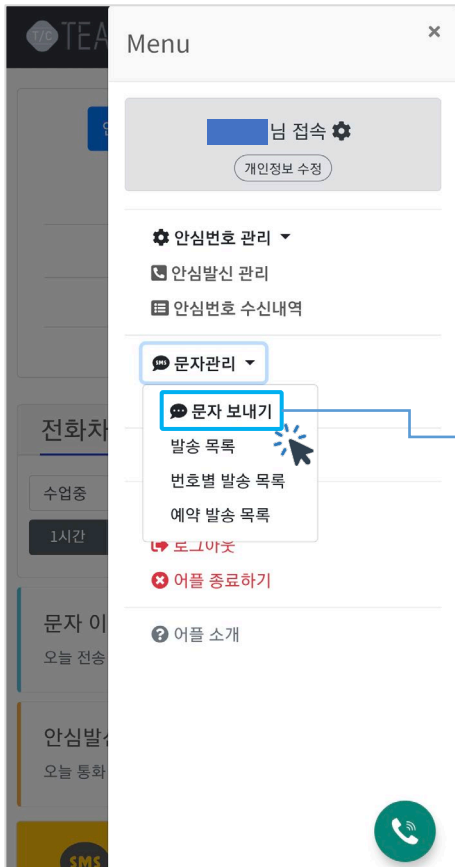 T/C TEA
Menu
×
님 접속
개인정보 수정
안심번호 관리
안심발신 관리
안심번호 수신내역
SMS 문자관리
문자 보내기
발송 목록
번호별 발송 목록
예약 발송 목록
로그아웃
어플 종료하기
어플 소개
전화차
수업중
1시간
문자 이
오늘 전송
안심발
오늘 통화
SMS